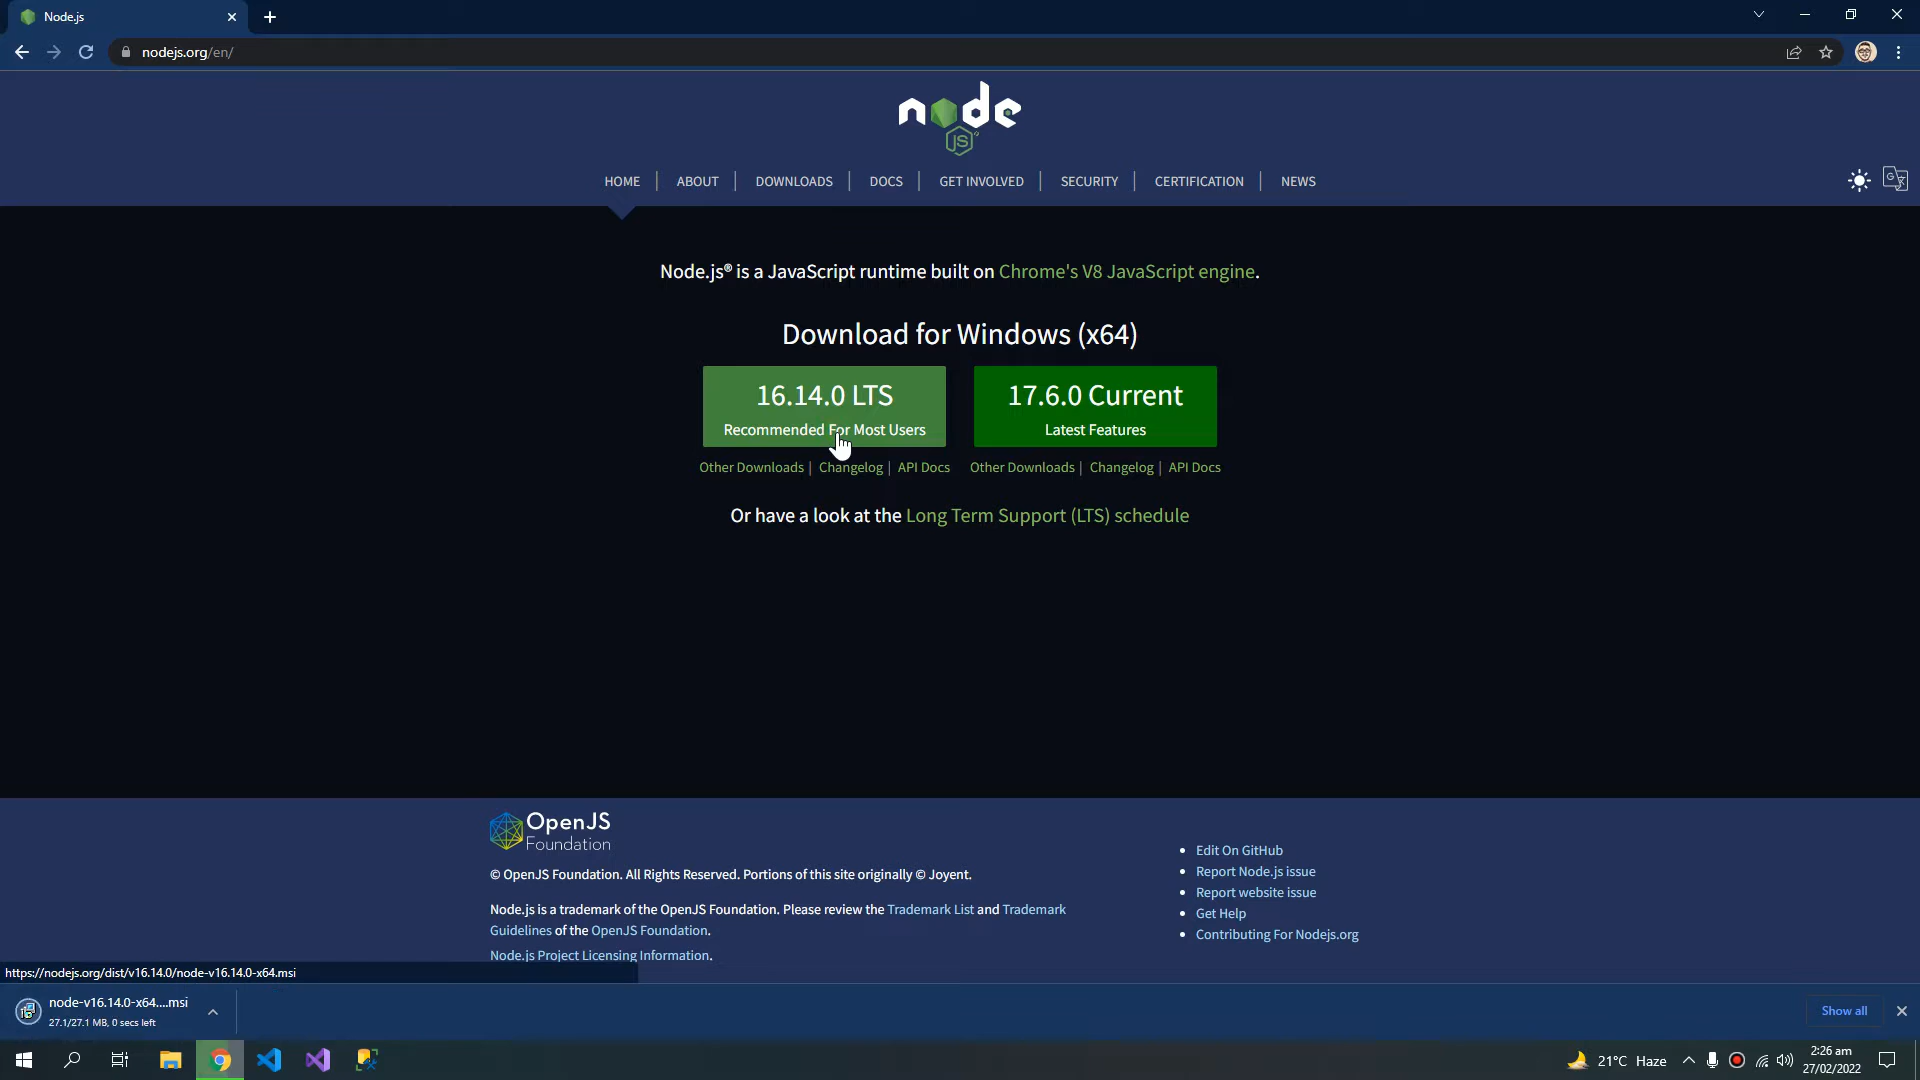 Node.js
nodejs.org/en/
node
JS
HOME
ABOUT
DOWNLOADS
DOCS
GET INVOLVED
SECURITY
CERTIFICATION
NEWS
Node.js® is a JavaScript runtime built on Chrome's V8 JavaScript engine.
Download for Windows (x64)
16.14.0 LTS
Recommended For Most Users
17.6.0 Current
Latest Features
Other Downloads | Changelog | API Docs
Other Downloads | Changelog | API Docs
Or have a look at the Long Term Support (LTS) schedule
OpenJS
Foundation
© OpenJS Foundation. All Rights Reserved. Portions of this site originally © Joyent.
Node.js is a trademark of the OpenJS Foundation. Please review the Trademark List and Trademark
Guidelines of the OpenJS Foundation.
Node.js Project Licensing Information.
Edit On GitHub
Report Node.js issue
Report website issue
Get Help
Contributing For Nodejs.org
https://nodejs.org/dist/v16.14.0/node-v16.14.0-x64.msi
node-v16.14.0-x64....msi
27.1/27.1 MB, 0 secs left
Show all
21°C Haze
2:26 am
27/02/2022